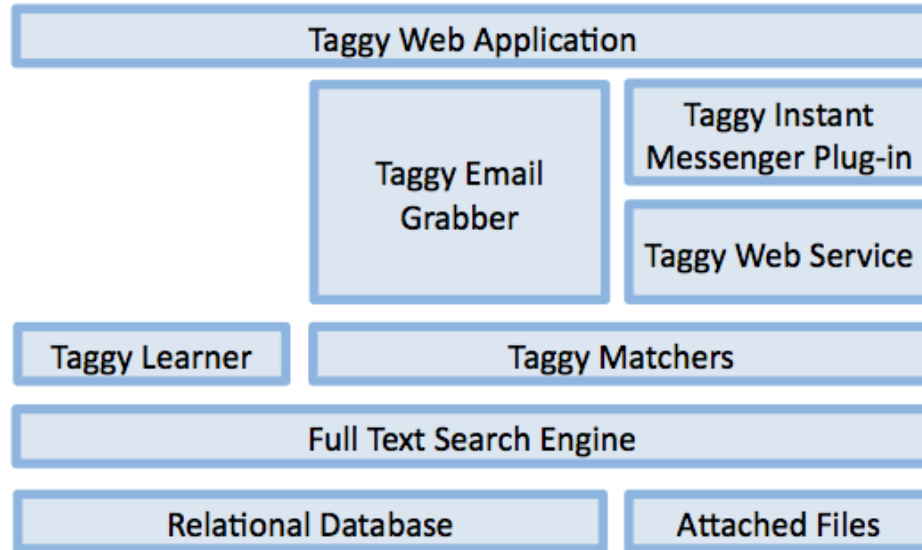 Taggy Web Application
Taggy Email
Grabber
Taggy Instant
Messenger Plug-in
Taggy Web Service
Taggy Learner
Taggy Matchers
Full Text Search Engine
Relational Database
Attached Files